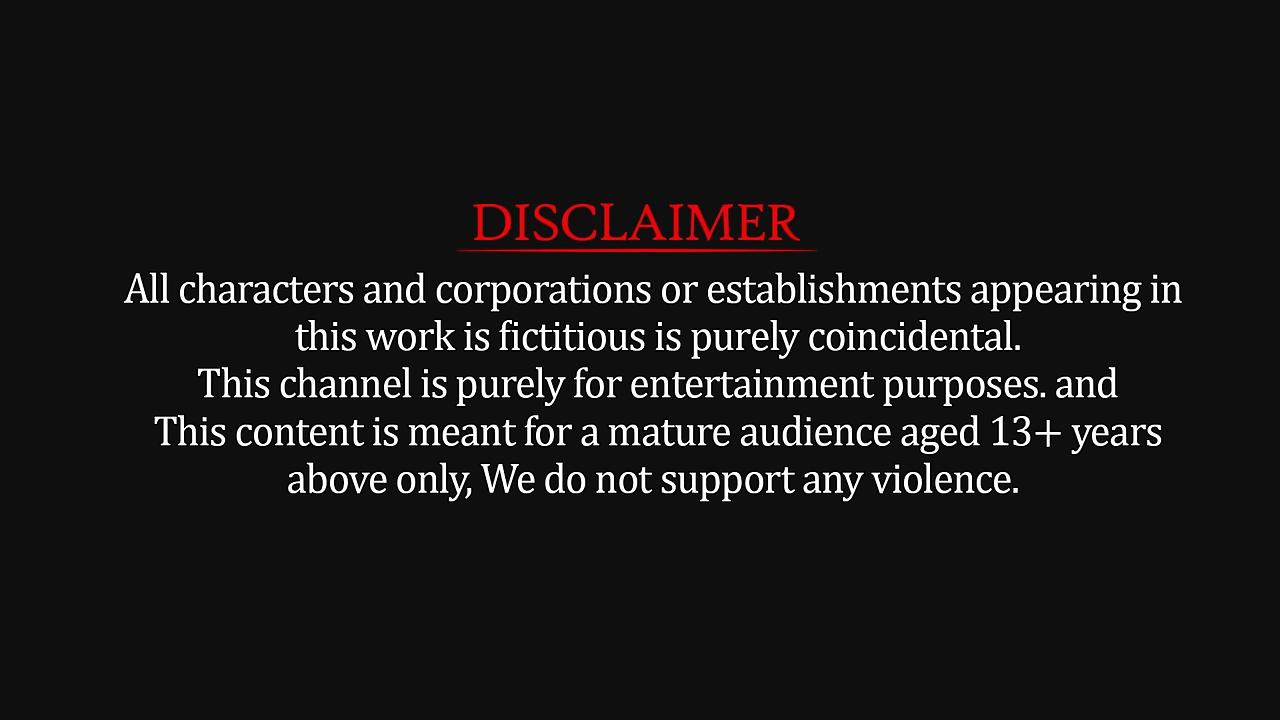 DISCLAIMER
All characters and corporations or establishments appearing in
this work is fictitious is purely coincidental.
This channel is purely for entertainment purposes. and
This content is meant for a mature audience aged 13+ years
above only, We do not support any violence.